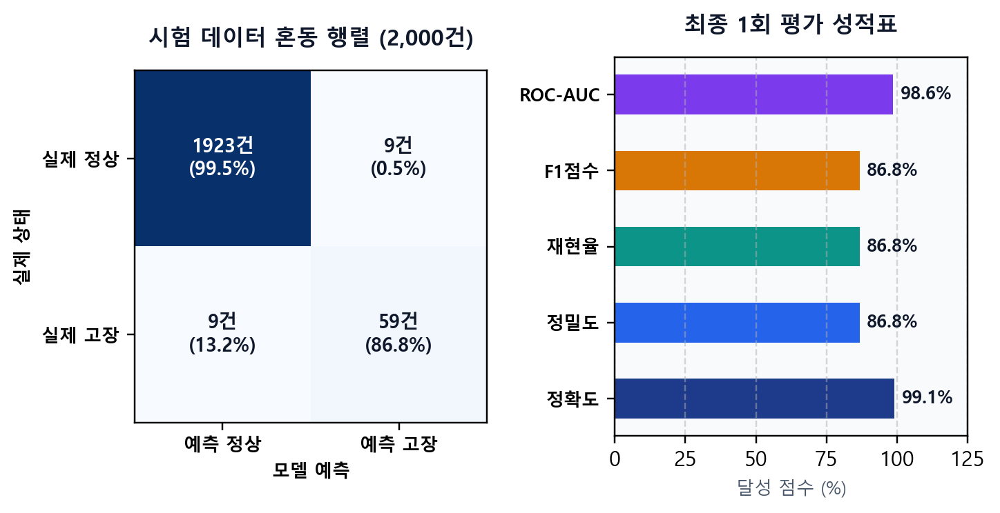 시험 데이터 혼동 행렬 (2,000건)
실제 상태
실제 정상
1923건
(99.5%)
9건
(0.5%)
실제 고장
9건
(13.2%)
59건
(86.8%)
예측 정상
예측 고장
모델 예측
최종 1회 평가 성적표
ROC-AUC
98.6%
F1점수
86.8%
재현율
86.8%
정밀도
86.8%
정확도
99.1%
0
25
50
75
100
125
달성 점수 (%)